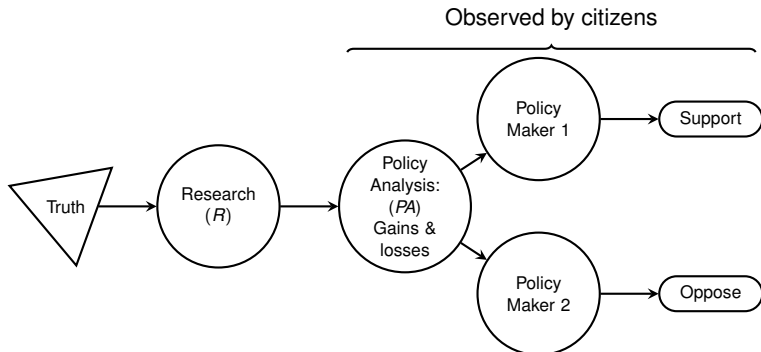 Observed by citizens
Policy
Maker 1
Support
Truth
Research
(R)
Policy
Analysis:
(PA)
Gains &
losses
Policy
Maker 2
Oppose